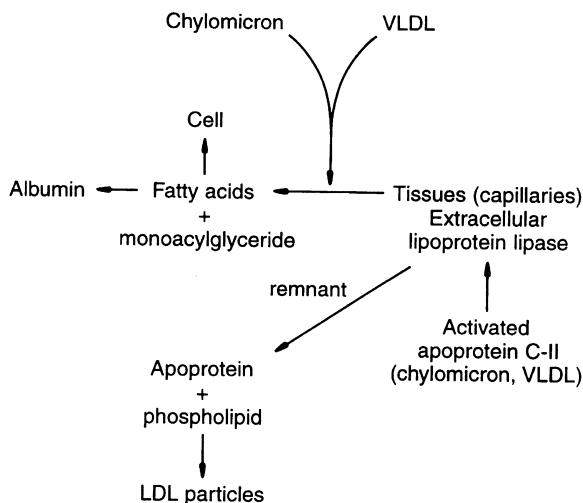 Chylomicron
VLDL
Cell
Albumin
Fatty acids
+
monoacylglyceride
Tissues (capillaries)
Extracellular
lipoprotein lipase
remnant
Activated
apoprotein C-II
(chylomicron, VLDL)
Apoprotein
+
phospholipid
LDL particles